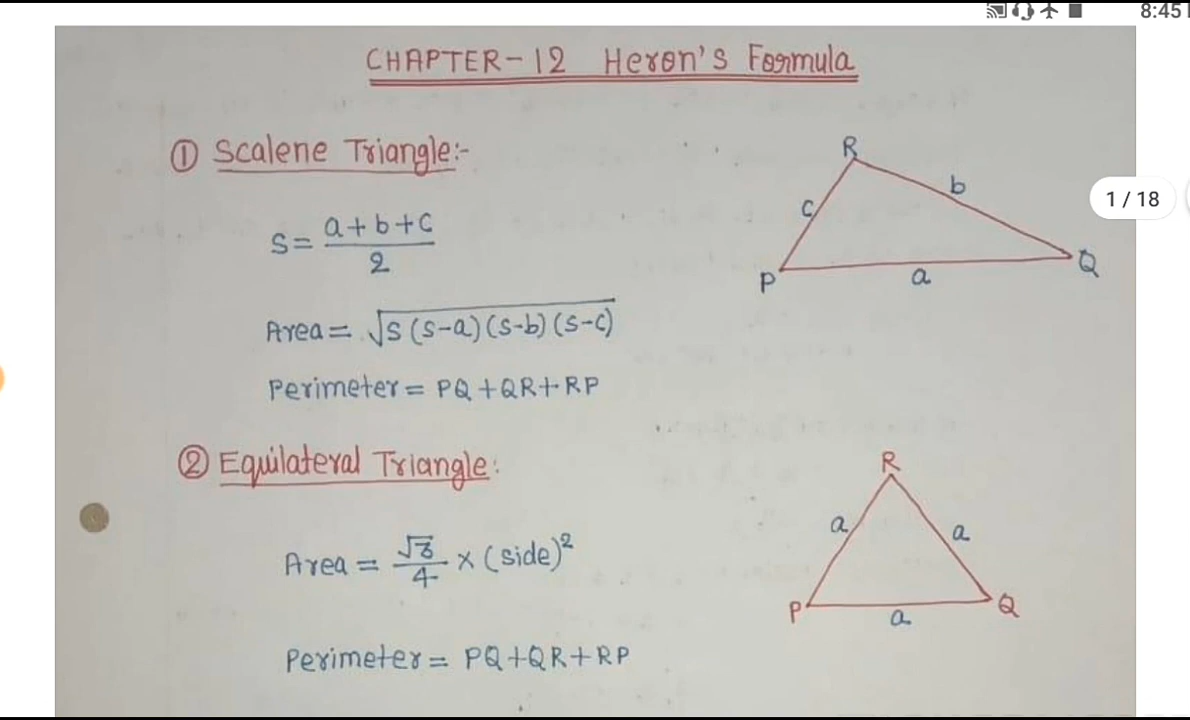 8:45
CHAPTER-12 Heron's Formula
① Scalene Triangle:-
S = a+b+c / 2
Area = √S(S-a)(S-b)(S-c)
Perimeter = PQ+QR+RP
R
b
c
P
a
Q
1 / 18
② Equilateral Triangle:
Area = √3/4 × (side)²
Perimeter = PQ+QR+RP
R
a
a
P
a
Q